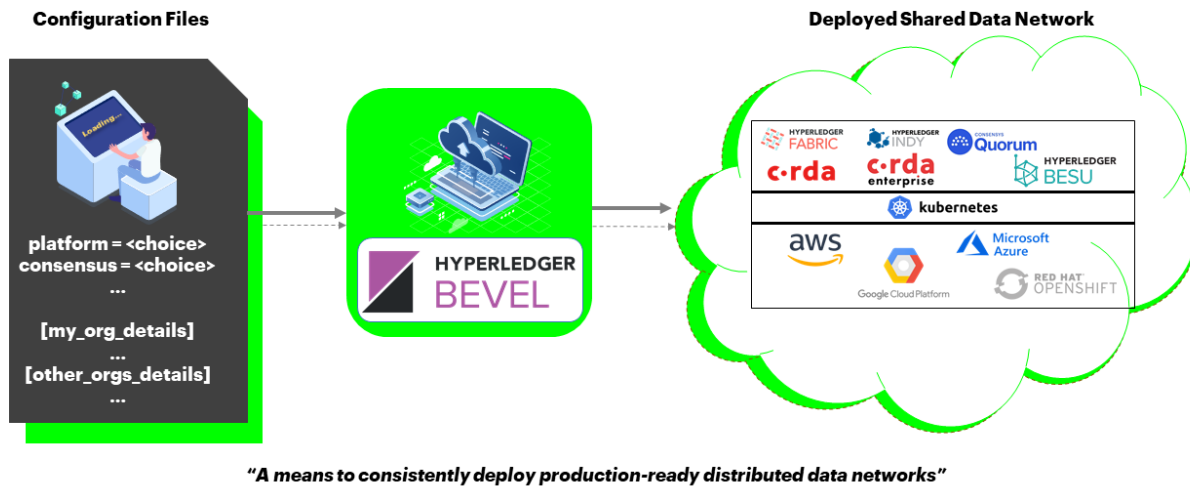 Configuration Files
Deployed Shared Data Network
Loading...
platform = <choice>
consensus = <choice>
...
[my_org_details]
...
[other_orgs_details]
...
HYPERLEDGER
BEVEL
HYPERLEDGER
FABRIC
HYPERLEDGER
INDY
CONSENSYS
Quorum
c·rda
c·rda
enterprise
HYPERLEDGER
BESU
kubernetes
aws
Microsoft
Azure
Google Cloud Platform
RED HAT
OPENSHIFT
“A means to consistently deploy production-ready distributed data networks”